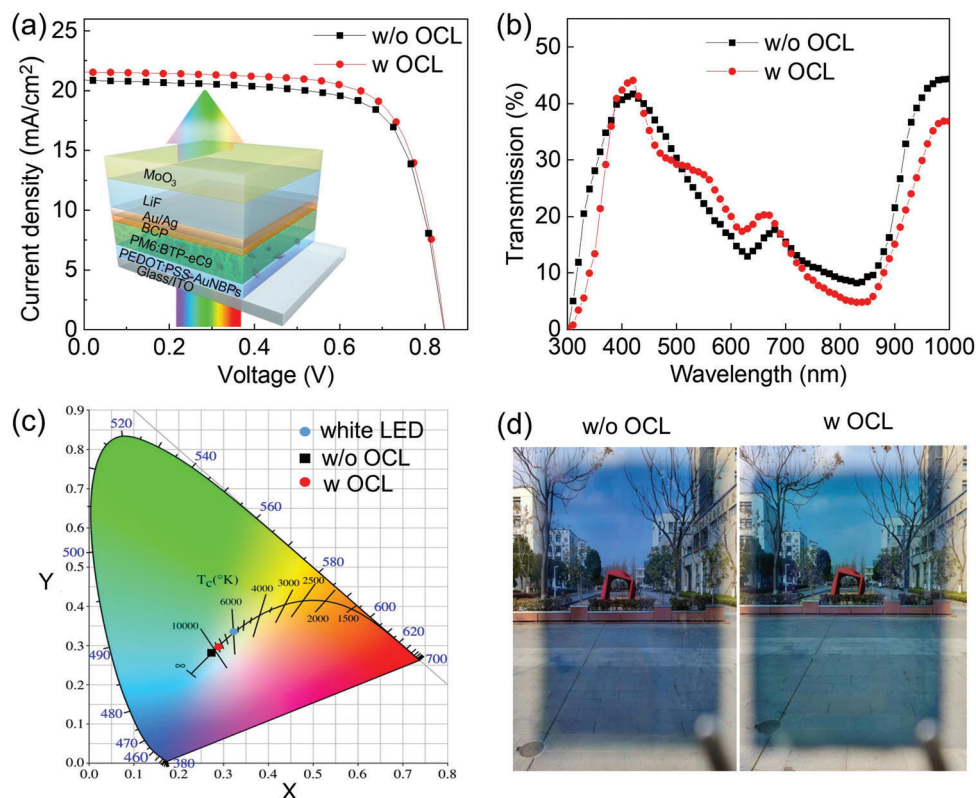 (a)
w/o OCL
w OCL
Current density (mA/cm2)
25
20
15
10
5
0
MoO3
LiF
Au/Ag
BCP
PM6:BTP-eC9
PEDOT:PSS-AuNBPs
Glass/ITO
0.0 0.2 0.4 0.6 0.8
Voltage (V)
(b)
w/o OCL
w OCL
Transmission (%)
50
40
30
20
10
0
300 400 500 600 700 800 900 1000
Wavelength (nm)
(c)
white LED
w/o OCL
w OCL
Y
0.9
0.8
0.7
0.6
0.5
0.4
0.3
0.2
0.1
0.0
520
540
560
500
580
Tc(°K)
4000 3000 2500
6000
600
10000
2000 1500
620
490
∞
700
480
470
460
380
0.0 0.1 0.2 0.3 0.4 0.5 0.6 0.7 0.8
X
(d)
w/o OCL
w OCL